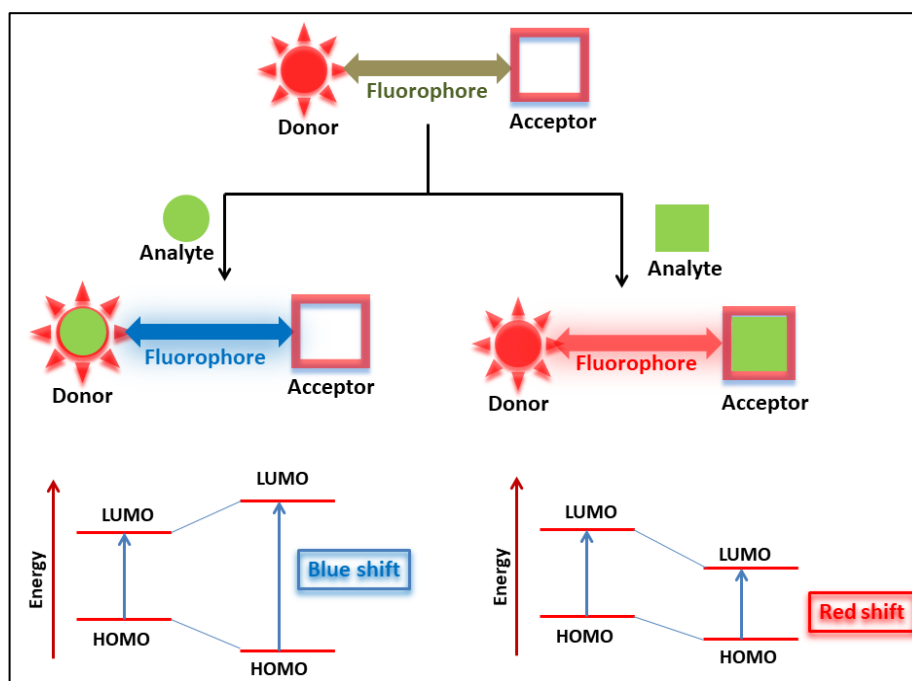 Fluorophore
Donor
Acceptor
Analyte
Analyte
Fluorophore
Donor
Acceptor
Fluorophore
Donor
Acceptor
Energy
LUMO
LUMO
HOMO
HOMO
Blue shift
Energy
LUMO
LUMO
HOMO
HOMO
Red shift